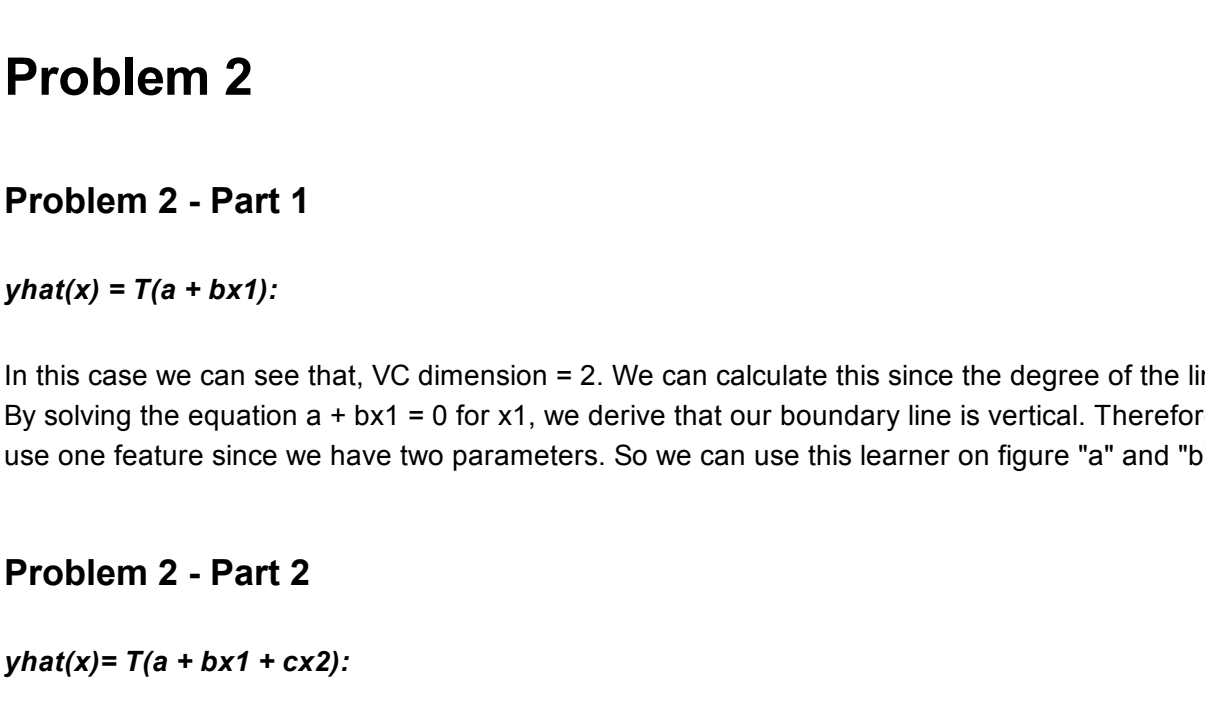 Problem 2
Problem 2 - Part 1
yhat(x) = T(a + bx1):
In this case we can see that, VC dimension = 2. We can calculate this since the degree of the
By solving the equation a + bx1 = 0 for x1, we derive that our boundary line is vertical.
use one feature since we have two parameters. So we can use this learner on figure "a" and "b
Problem 2 - Part 2
yhat(x)= T(a + bx1 + cx2):